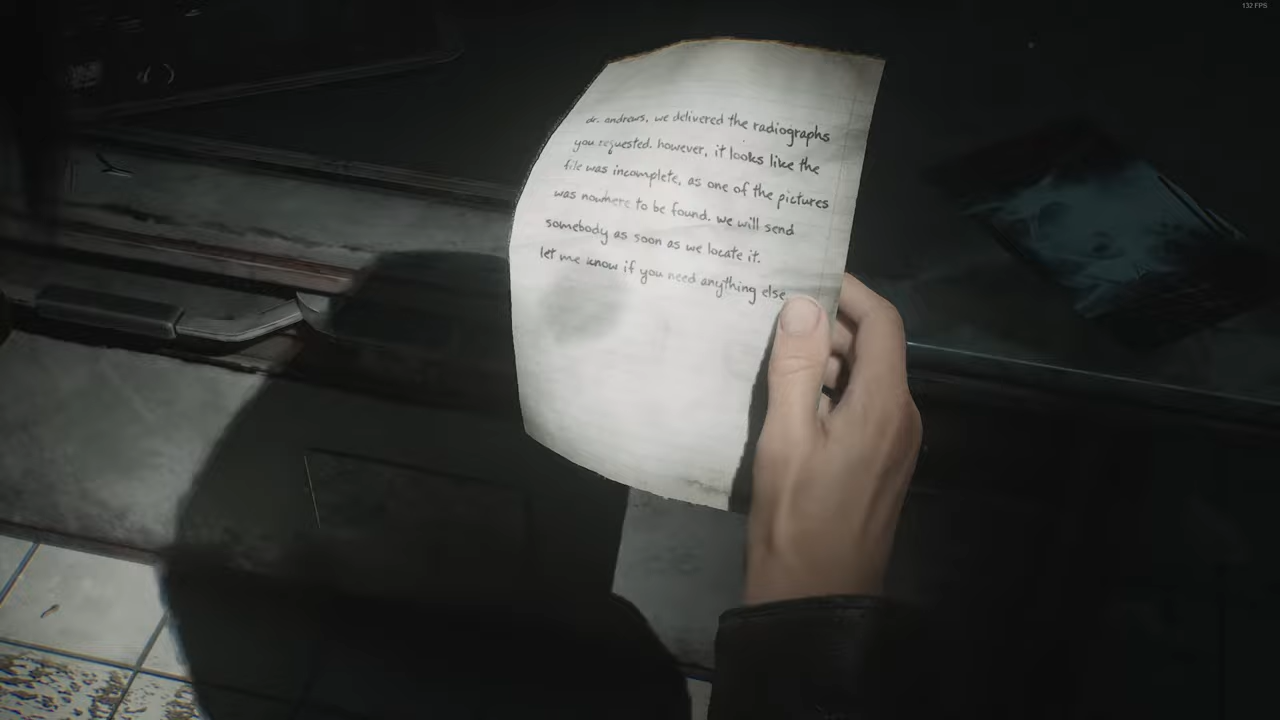 132 FPS
dr. andrews, we delivered the radiographs
you requested. however, it looks like the
file was incomplete, as one of the pictures
was nowhere to be found. we will send
somebody as soon as we locate it.
let me know if you need anything else